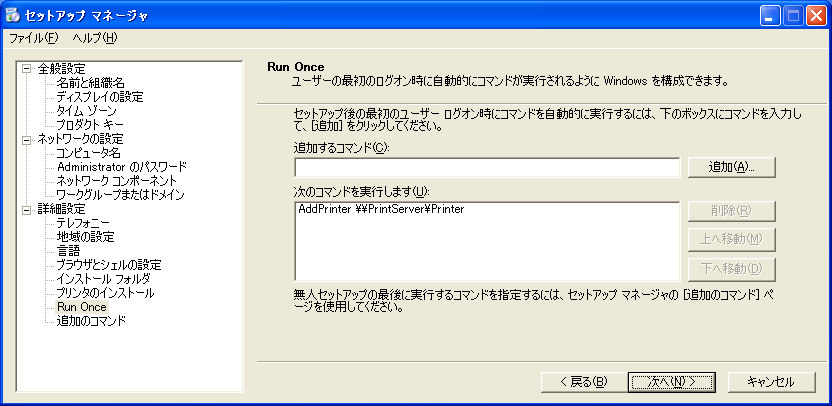 セットアップ マネージャ
ファイル(F) ヘルプ(H)
全般設定
名前と組織名
ディスプレイの設定
タイム ゾーン
プロダクト キー
ネットワークの設定
コンピュータ名
Administrator のパスワード
ネットワーク コンポーネント
ワークグループまたはドメイン
詳細設定
テレフォニー
地域の設定
言語
ブラウザとシェルの設定
インストール フォルダ
プリンタのインストール
Run Once
追加のコマンド
Run Once
ユーザーの最初のログオン時に自動的にコマンドが実行されるように Windows を構成できます。
セットアップ後の最初のユーザー ログオン時にコマンドを自動的に実行するには、下のボックスにコマンドを入力し
て、[追加] をクリックしてください。
追加するコマンド(C):
追加(A)...
次のコマンドを実行します(U):
AddPrinter ¥¥PrintServer¥Printer
削除(R)
上へ移動(M)
下へ移動(D)
無人セットアップの最後に実行するコマンドを指定するには、セットアップ マネージャの [追加のコマンド] ペ
ージを使用してください。
< 戻る(B) 次へ(N) > キャンセル